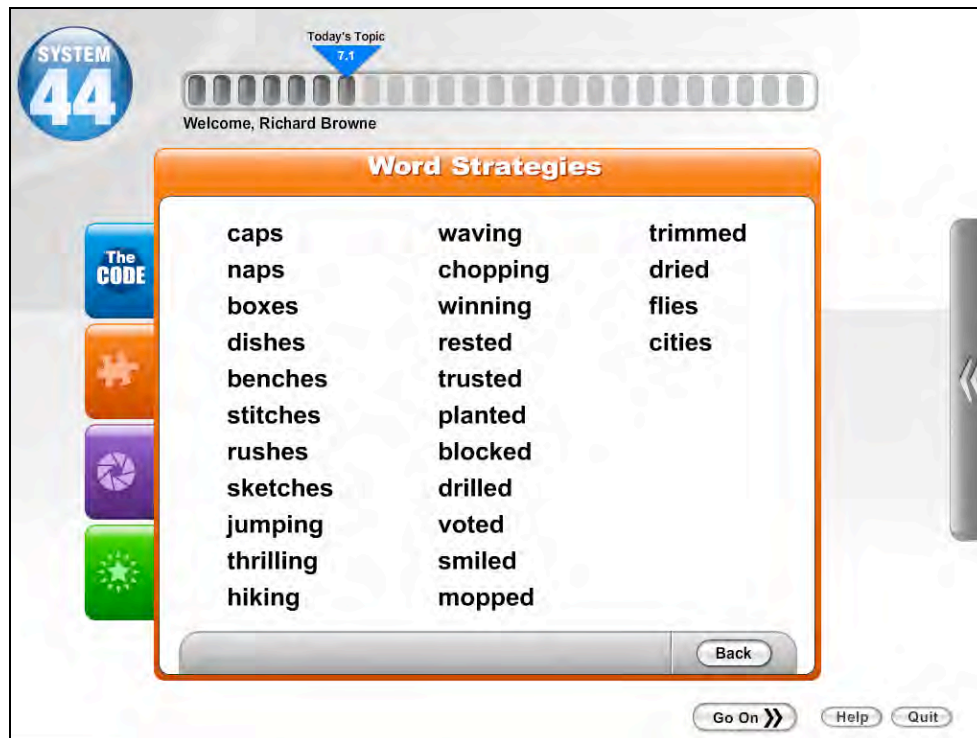 SYSTEM
44
Today's Topic
7.1
Welcome, Richard Browne
Word Strategies
The
CODE
caps
naps
boxes
dishes
benches
stitches
rushes
sketches
jumping
thrilling
hiking
waving
chopping
winning
rested
trusted
planted
blocked
drilled
voted
smiled
mopped
trimmed
dried
flies
cities
Back
Go On
Help
Quit